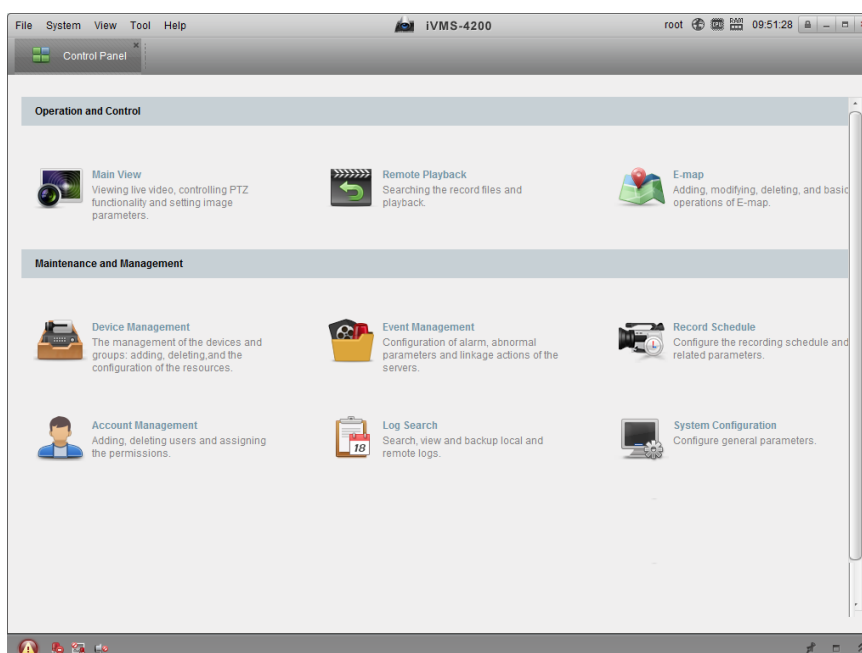 File System View Tool Help iVMS-4200 root CPU RAM 09:51:28
Control Panel
Operation and Control
Main View
Viewing live video, controlling PTZ
functionality and setting image
parameters.
Remote Playback
Searching the record files and
playback.
E-map
Adding, modifying, deleting, and basic
operations of E-map.
Maintenance and Management
Device Management
The management of the devices and
groups: adding, deleting,and the
configuration of the resources.
Event Management
Configuration of alarm, abnormal
parameters and linkage actions of the
servers.
Record Schedule
Configure the recording schedule and
related parameters.
Account Management
Adding, deleting users and assigning
the permissions.
18
Log Search
Search, view and backup local and
remote logs.
System Configuration
Configure general parameters.